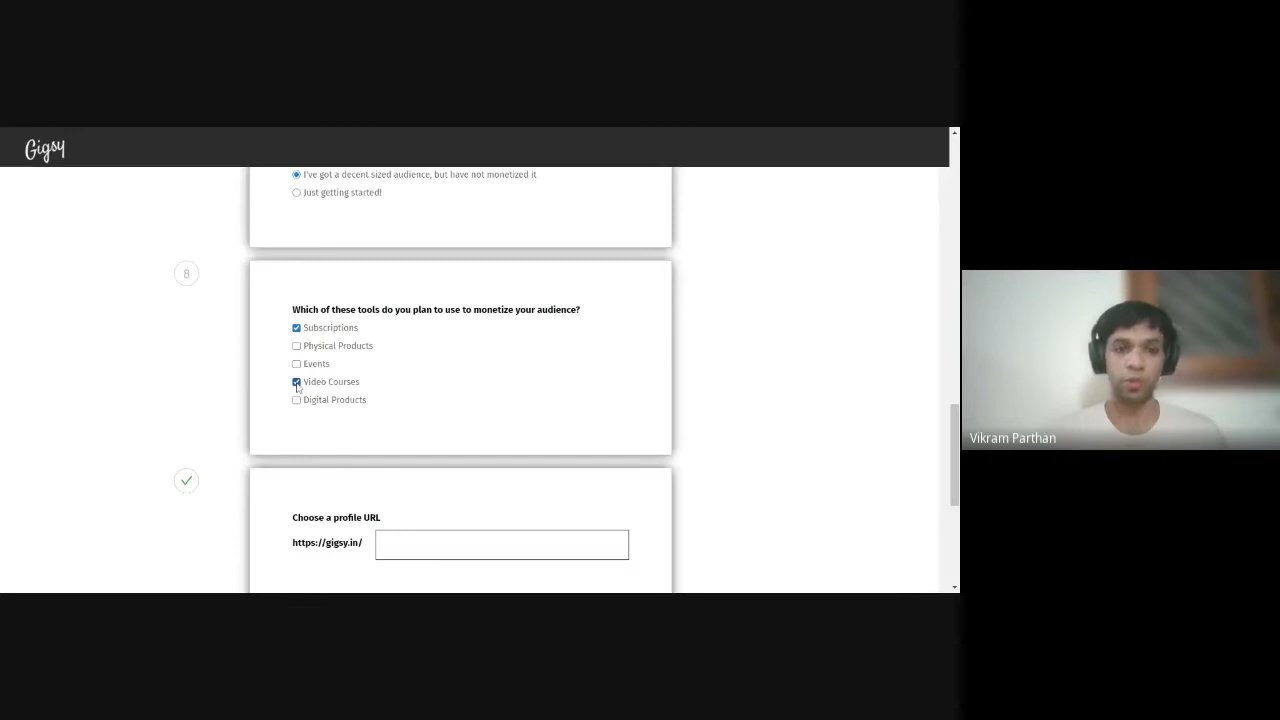 Gigsy
I've got a decent sized audience, but have not monetized it
Just getting started!
8
Which of these tools do you plan to use to monetize your audience?
Subscriptions
Physical Products
Events
Video Courses
Digital Products
Vikram Parthan
Choose a profile URL
https://gigsy.in/